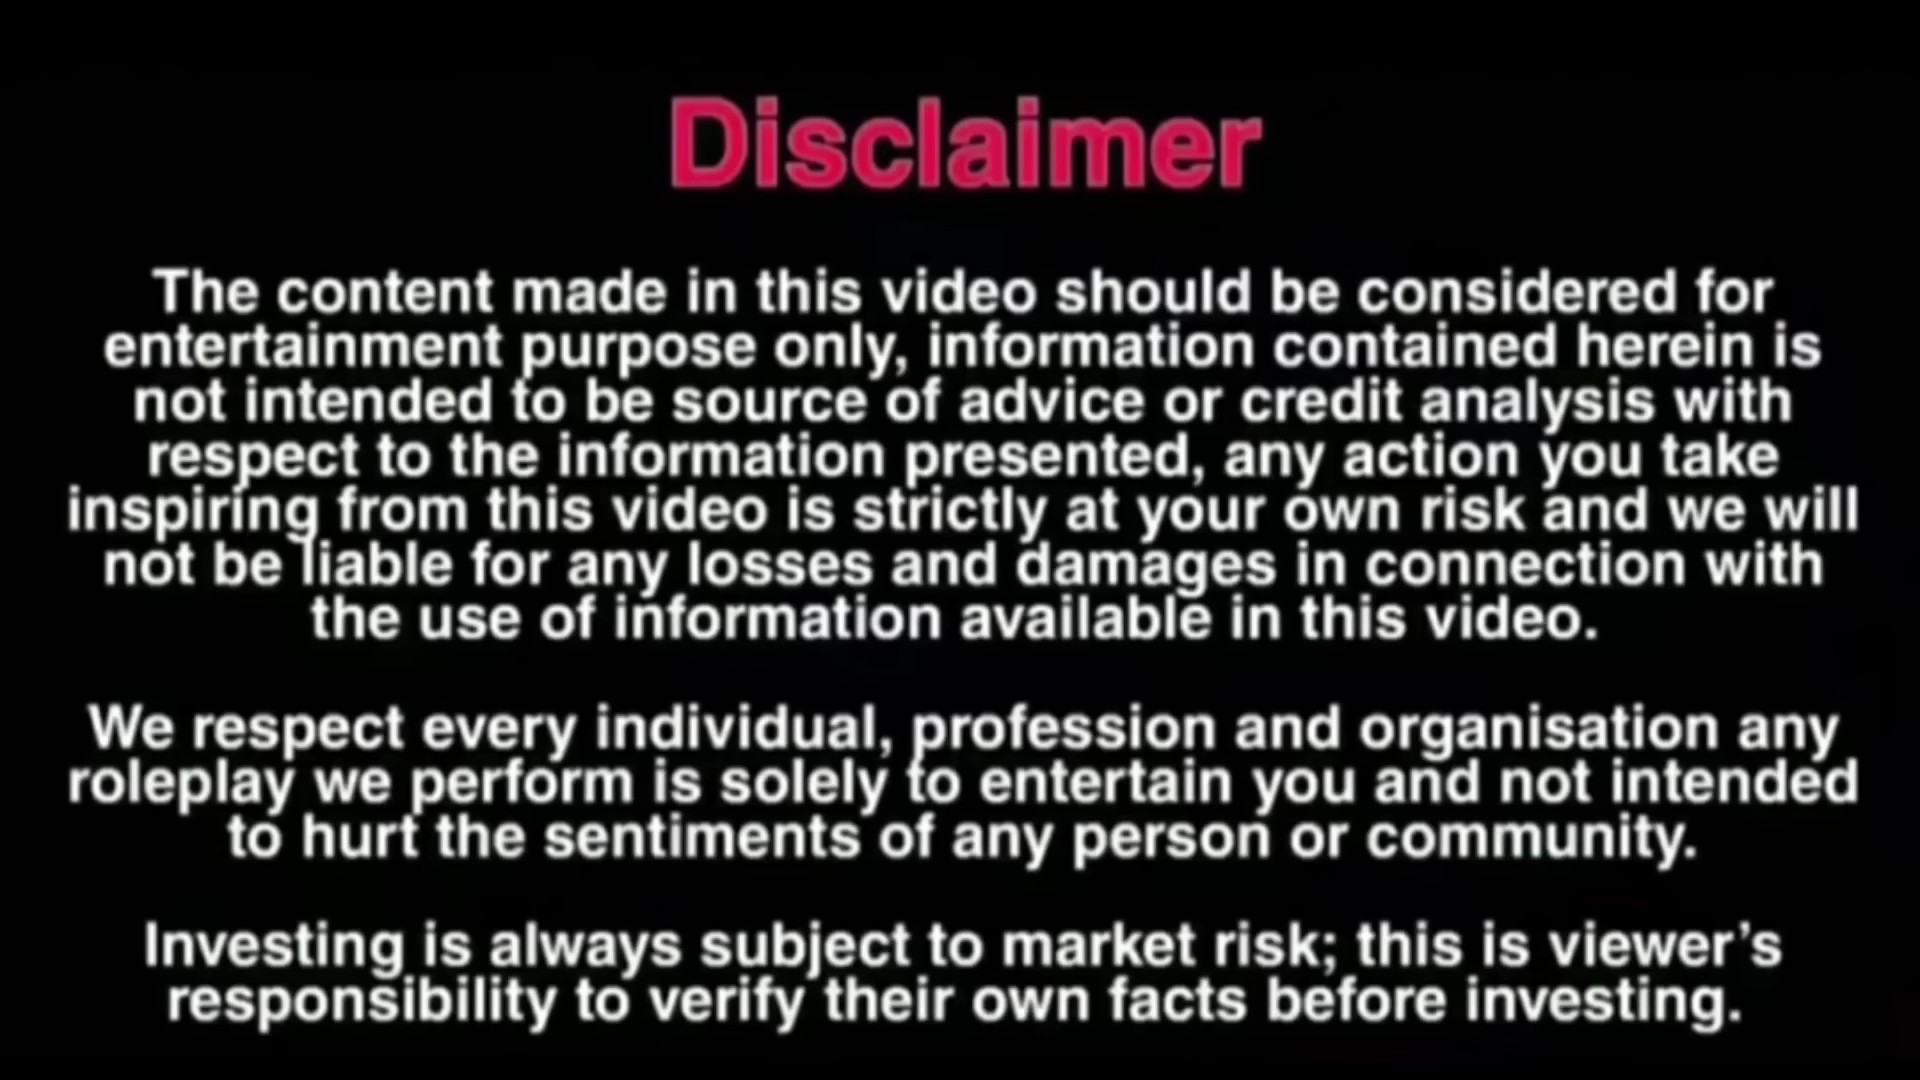 Disclaimer
The content made in this video should be considered for
entertainment purpose only, information contained herein is
not intended to be source of advice or credit analysis with
respect to the information presented, any action you take
inspiring from this video is strictly at your own risk and we will
not be liable for any losses and damages in connection with
the use of information available in this video.
We respect every individual, profession and organisation any
roleplay we perform is solely to entertain you and not intended
to hurt the sentiments of any person or community.
Investing is always subject to market risk; this is viewer’s
responsibility to verify their own facts before investing.